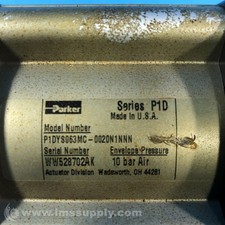 Parker Series P1D
Made in U.S.A.
Model Number
P1DYS063MC-0020N1NNN
Serial Number Envelope Pressure
WW528702AK 10 bar Air
Actuator Division Wadsworth, OH 44281
© www.imssupply.com